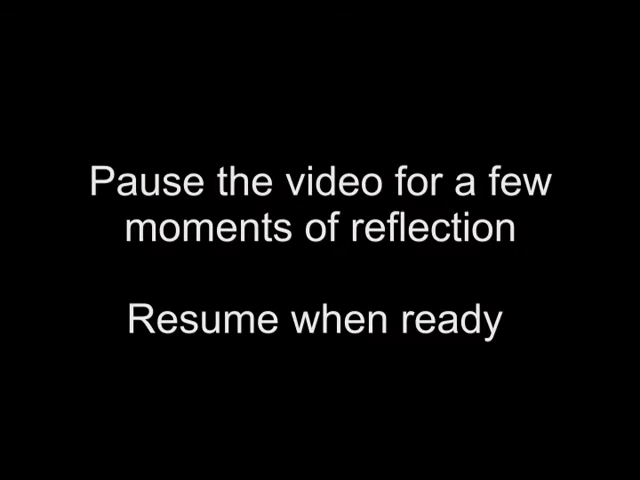 Pause the video for a few
moments of reflection
Resume when ready